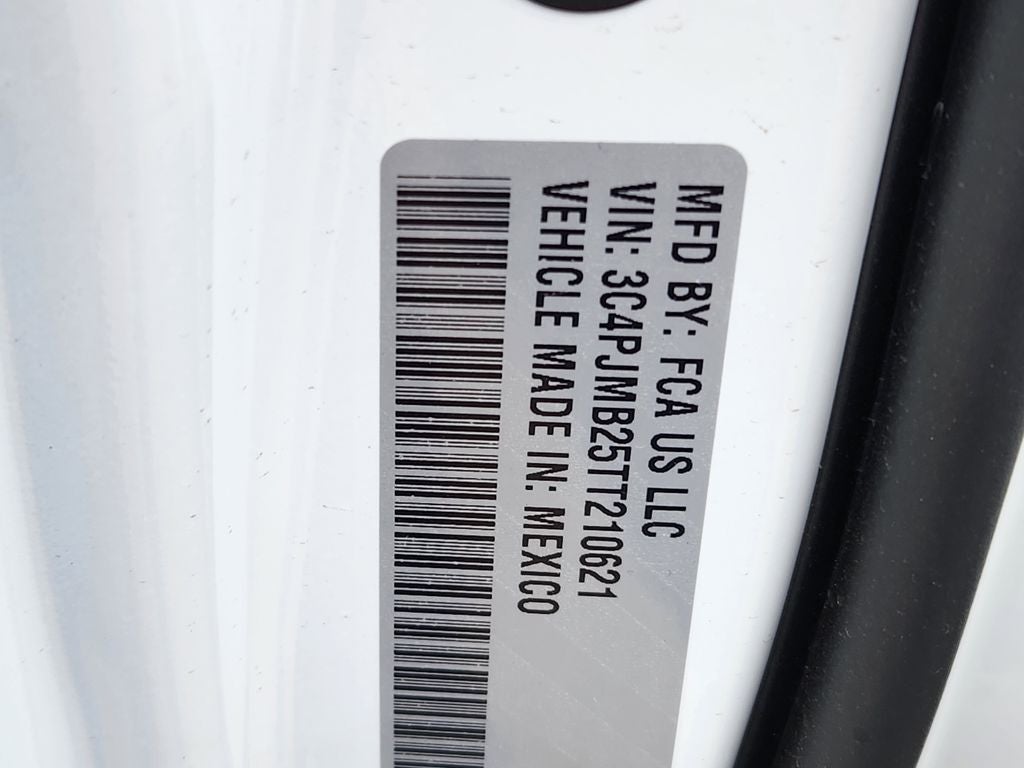 MFD BY: FCA US LLC
VIN: 3C4PJMB25TT210621
VEHICLE MADE IN: MEXICO